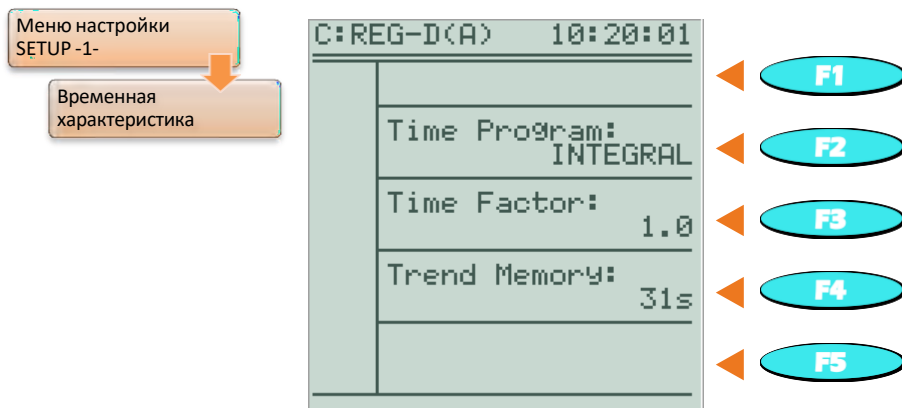 Меню настройки
SETUP -1-
Временная
характеристика
C:REG-D(A) 10:20:01
F1
Time Program:
INTEGRAL
F2
Time Factor:
1.0
F3
Trend Memory:
31s
F4
F5